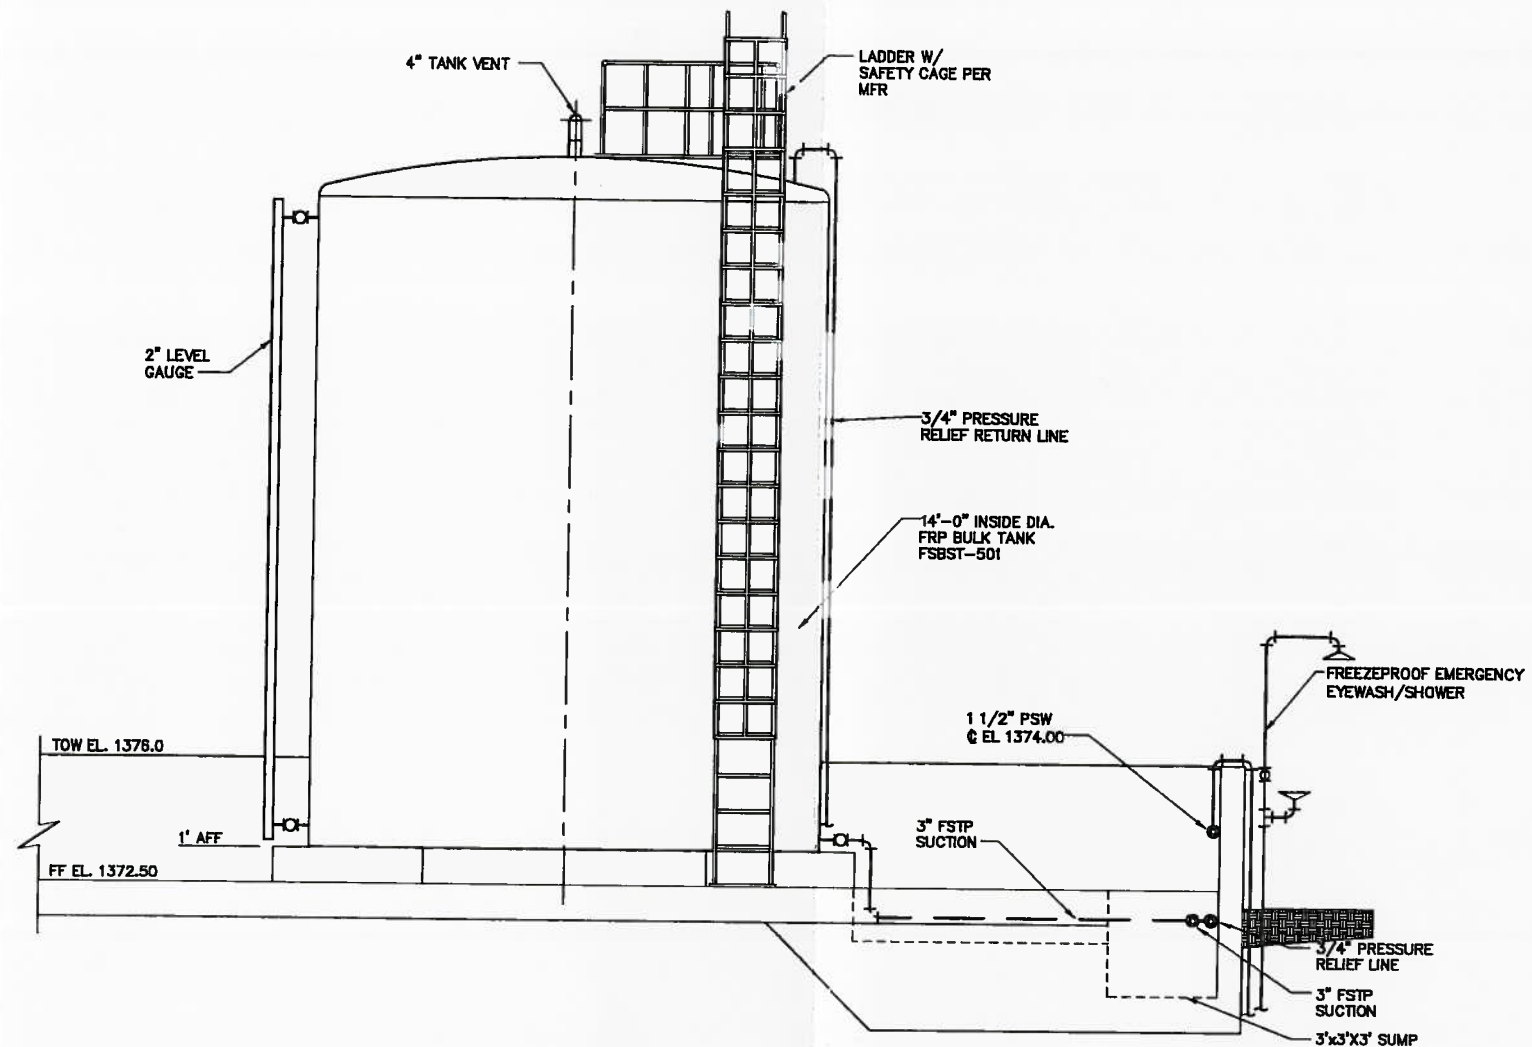 4" TANK VENT
LADDER W/
SAFETY CAGE PER
MFR
2" LEVEL
GAUGE
3/4" PRESSURE
RELIEF RETURN LINE
14'-0" INSIDE DIA.
FRP BULK TANK
FSBST-501
FREEZEPROOF EMERGENCY
EYEWASH/SHOWER
1 1/2" PSW
℄ EL 1374.00
TOW EL. 1376.0
3" FSTP
SUCTION
1' AFF
FF EL. 1372.50
3/4" PRESSURE
RELIEF LINE
3" FSTP
SUCTION
3'x3'X3' SUMP